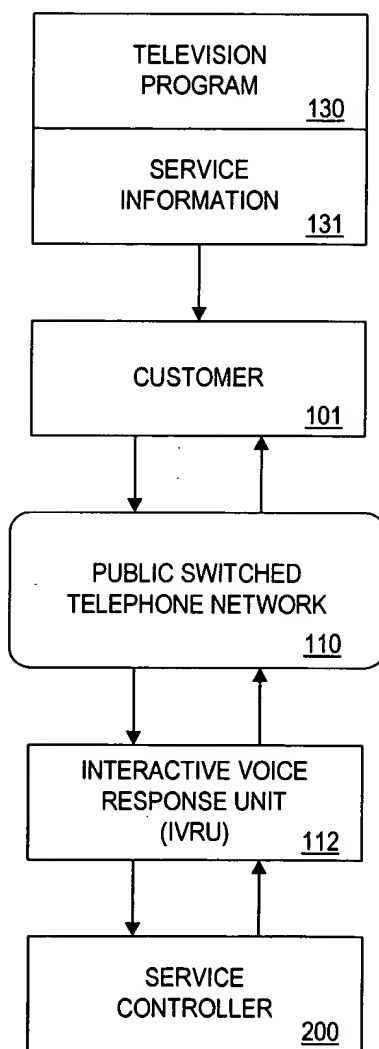 TELEVISION
PROGRAM
130
SERVICE
INFORMATION
131
CUSTOMER
101
PUBLIC SWITCHED
TELEPHONE NETWORK
110
INTERACTIVE VOICE
RESPONSE UNIT
(IVRU)
112
SERVICE
CONTROLLER
200